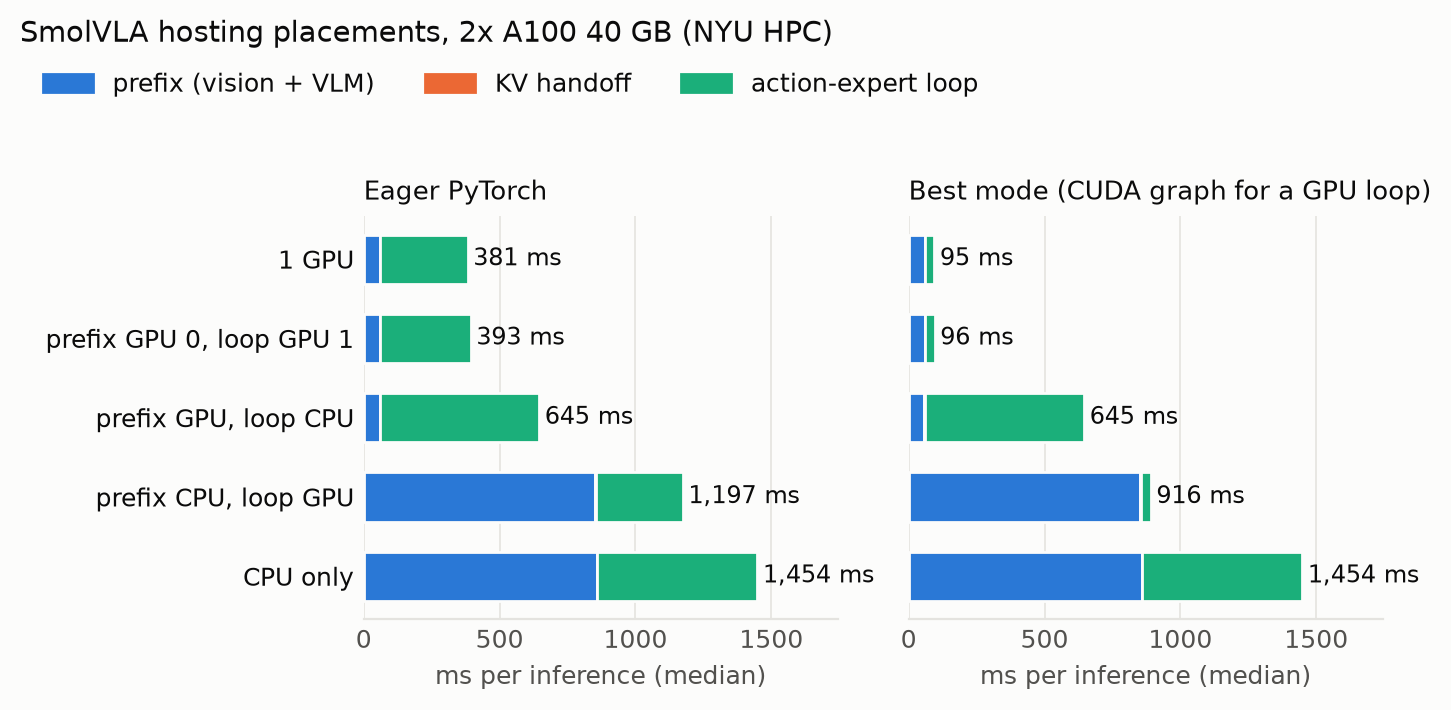 SmolVLA hosting placements, 2x A100 40 GB (NYU HPC)
prefix (vision + VLM) KV handoff action-expert loop
Eager PyTorch
Best mode (CUDA graph for a GPU loop)
1 GPU 381 ms 95 ms
prefix GPU 0, loop GPU 1 393 ms 96 ms
prefix GPU, loop CPU 645 ms 645 ms
prefix CPU, loop GPU 1,197 ms 916 ms
CPU only 1,454 ms 1,454 ms
0 500 1000 1500 0 500 1000 1500
ms per inference (median) ms per inference (median)